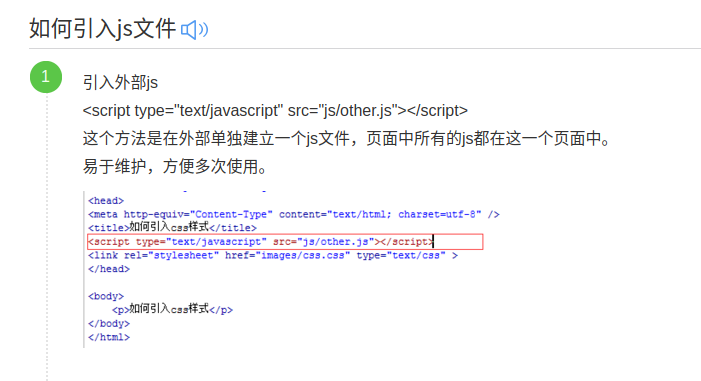 如何引入js文件
1
引入外部js
<script type="text/javascript" src="js/other.js"></script>
这个方法是在外部单独建立一个js文件，页面中所有的js都在这一个页面中。
易于维护，方便多次使用。
<head>
<meta http-equiv="Content-Type" content="text/html; charset=utf-8" />
<title>如何引入css样式</title>
<script type="text/javascript" src="js/other.js"></script>
<link rel="stylesheet" href="images/css.css" type="text/css" >
</head>
<body>
<p>如何引入css样式</p>
</body>
</html>